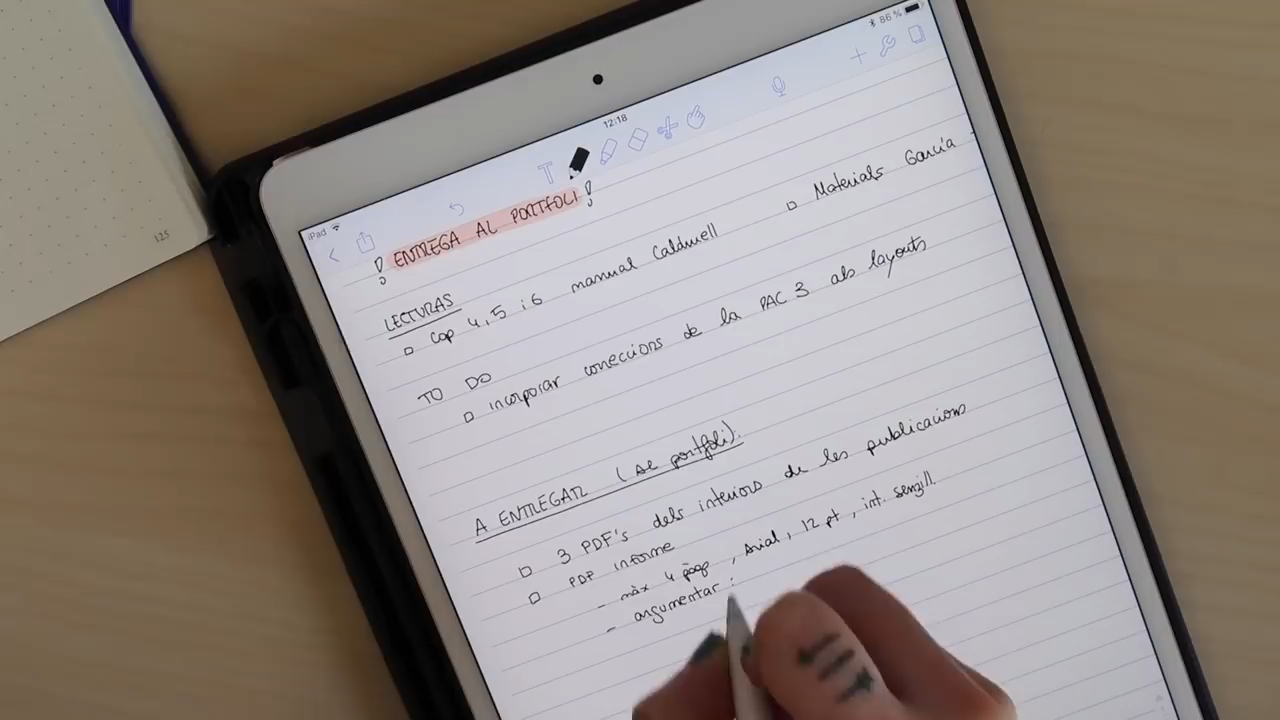 125
iPad
12:18
86 %
T
! ENTREGA AL PORTFOLI !
LECTURAS
Cap 4, 5 i 6 manual Caldwell
Materials García
TO DO
incorporar correccions de la PAC 3 als layouts
A ENTREGAR (al portfoli).
3 PDF's dels interiors de les publicacions
PDF informe
- màx 4 pàgs, Arial, 12 pt, int. senzill.
- argumentar: